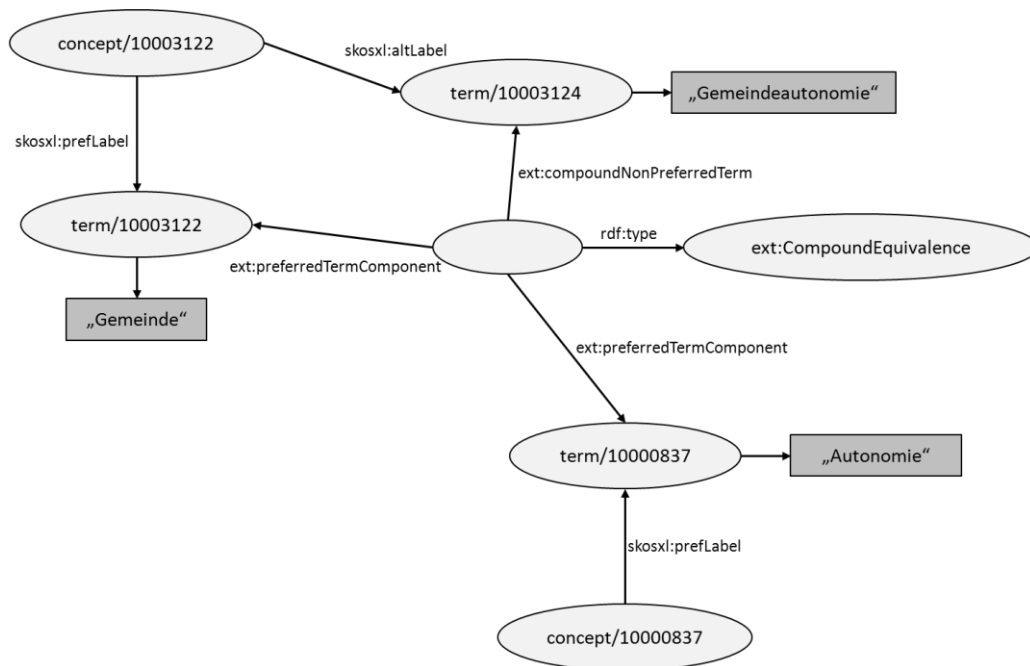 concept/10003122
skosxl:altLabel
term/10003124
„Gemeindeautonomie“
skosxl:prefLabel
ext:compoundNonPreferredTerm
term/10003122
rdf:type
ext:CompoundEquivalence
ext:preferredTermComponent
„Gemeinde“
ext:preferredTermComponent
term/10000837
„Autonomie“
skosxl:prefLabel
concept/10000837